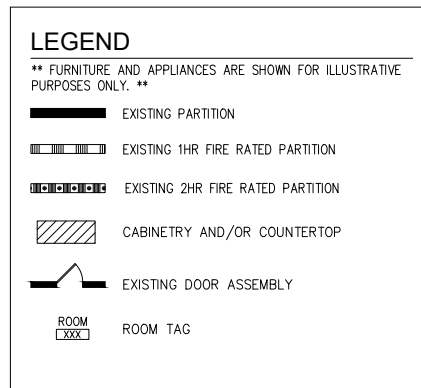 LEGEND
** FURNITURE AND APPLIANCES ARE SHOWN FOR ILLUSTRATIVE
PURPOSES ONLY. **
EXISTING PARTITION
EXISTING 1HR FIRE RATED PARTITION
EXISTING 2HR FIRE RATED PARTITION
CABINETRY AND/OR COUNTERTOP
EXISTING DOOR ASSEMBLY
ROOM
XXX
ROOM TAG